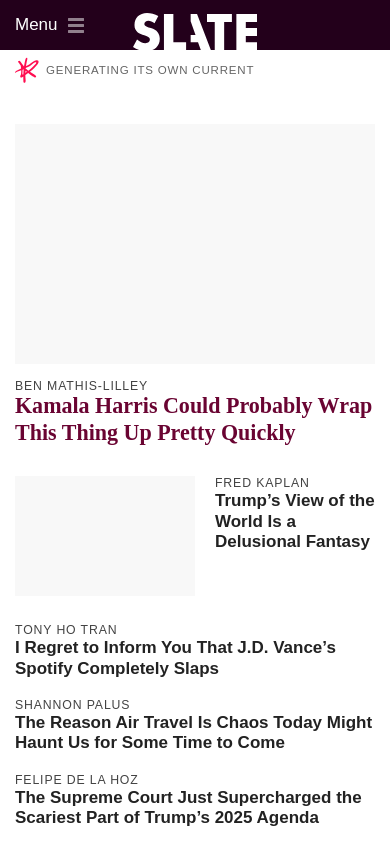 Menu
SLATE
GENERATING ITS OWN CURRENT
BEN MATHIS-LILLEY
Kamala Harris Could Probably Wrap
This Thing Up Pretty Quickly
FRED KAPLAN
Trump’s View of the
World Is a
Delusional Fantasy
TONY HO TRAN
I Regret to Inform You That J.D. Vance’s
Spotify Completely Slaps
SHANNON PALUS
The Reason Air Travel Is Chaos Today Might
Haunt Us for Some Time to Come
FELIPE DE LA HOZ
The Supreme Court Just Supercharged the
Scariest Part of Trump’s 2025 Agenda